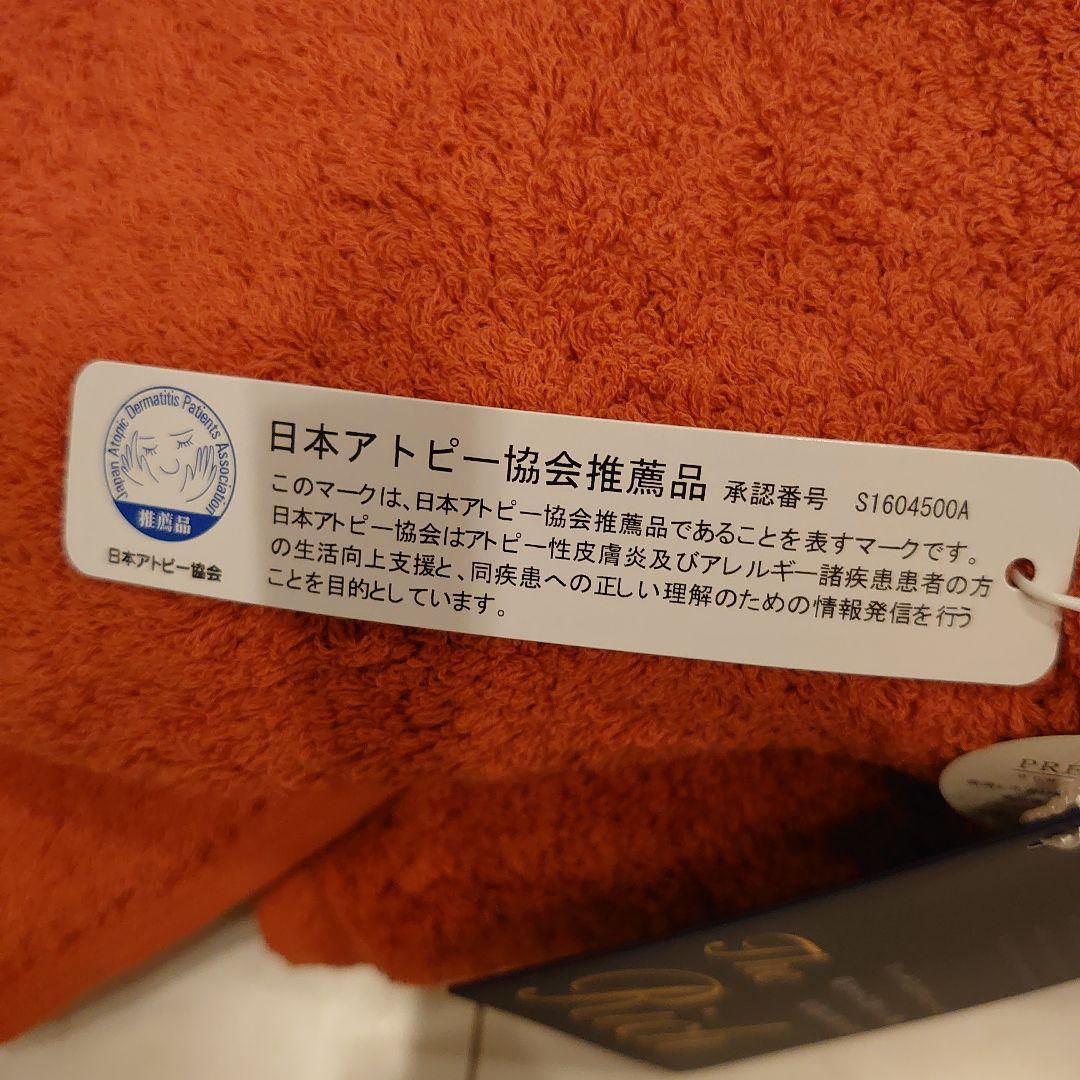 Japan Atopic Dermatitis Patients Association
推薦品
日本アトピー協会
日本アトピー協会推薦品 承認番号 S1604500A
このマークは、日本アトピー協会推薦品であることを表すマークです。
日本アトピー協会はアトピー性皮膚炎及びアレルギー諸疾患患者の方
の生活向上支援と、同疾患への正しい理解のための情報発信を行う
ことを目的としています。
PRE
The
Rich